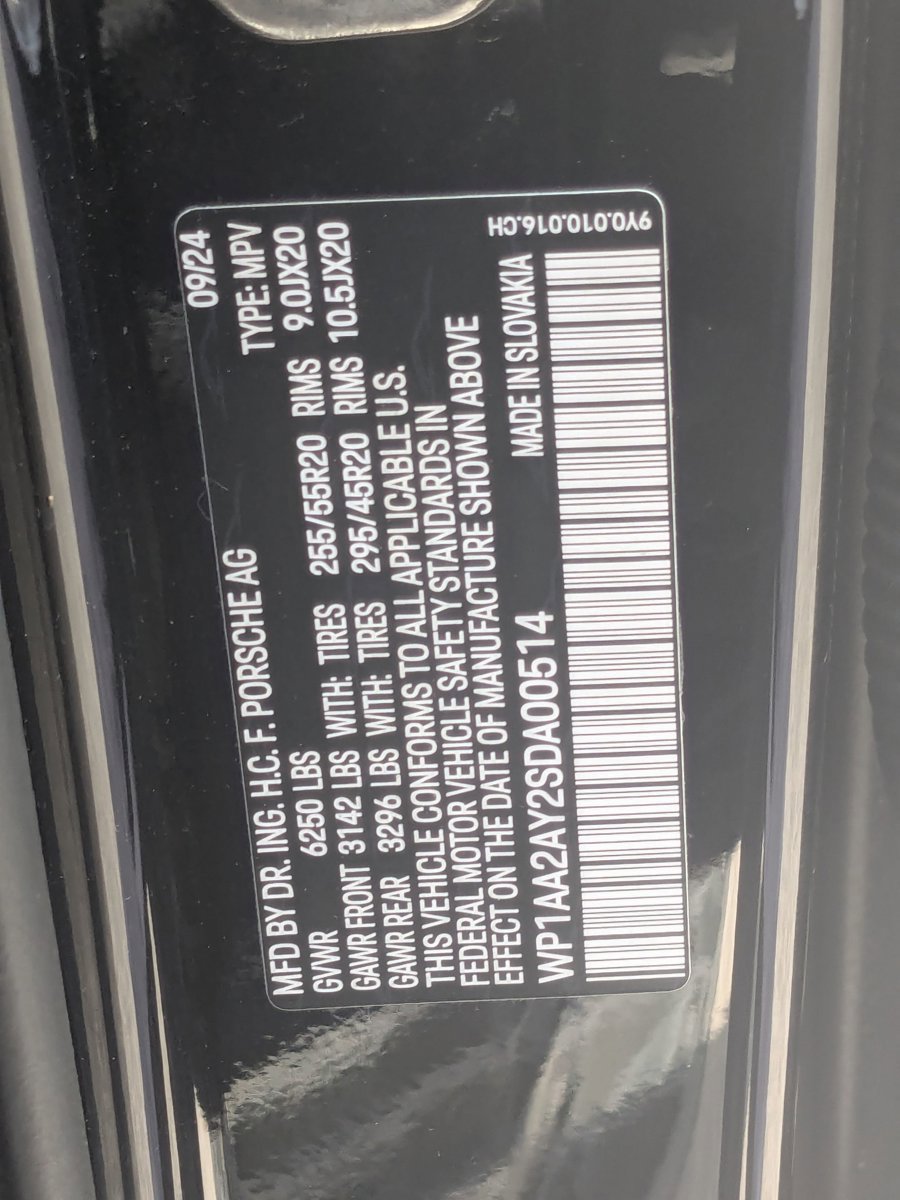 09/24
MFD BY DR. ING. H.C. F. PORSCHE AG TYPE: MPV
GVWR 6250 LBS
GAWR FRONT 3142 LBS WITH: TIRES 255/55R20 RIMS 9.0JX20
GAWR REAR 3296 LBS WITH: TIRES 295/45R20 RIMS 10.5JX20
THIS VEHICLE CONFORMS TO ALL APPLICABLE U.S.
FEDERAL MOTOR VEHICLE SAFETY STANDARDS IN
EFFECT ON THE DATE OF MANUFACTURE SHOWN ABOVE
WP1AA2AY2SDA00514 MADE IN SLOVAKIA
9Y0.010.016.CH